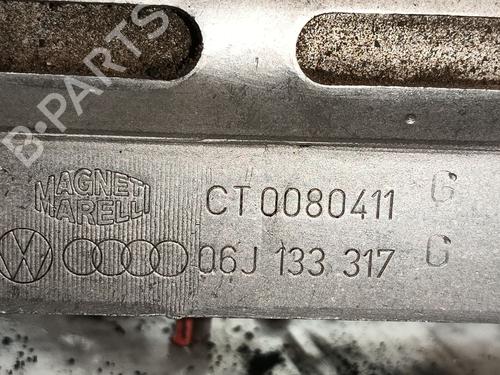 B-PARTS
MAGNETI
MARELLI
CT 0080411 G
06J 133 317 G